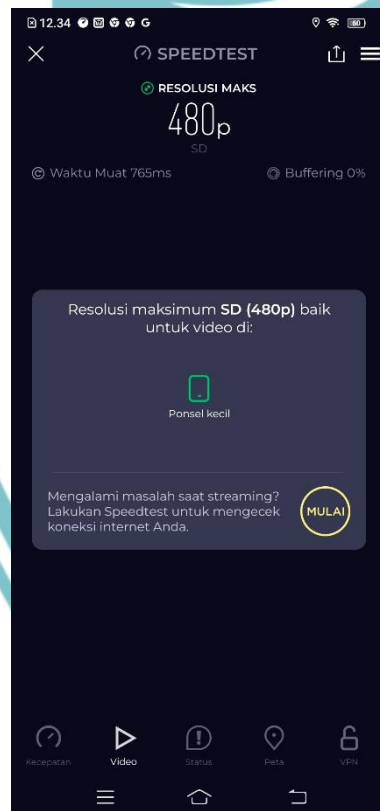 12.34 G 60
SPEEDTEST
RESOLUSI MAKS
480p
SD
Waktu Muat 765ms Buffering 0%
Resolusi maksimum SD (480p) baik
untuk video di:
Ponsel kecil
Mengalami masalah saat streaming?
Lakukan Speedtest untuk mengecek
koneksi internet Anda.
MULAI
Kecepatan Video Status Peta VPN